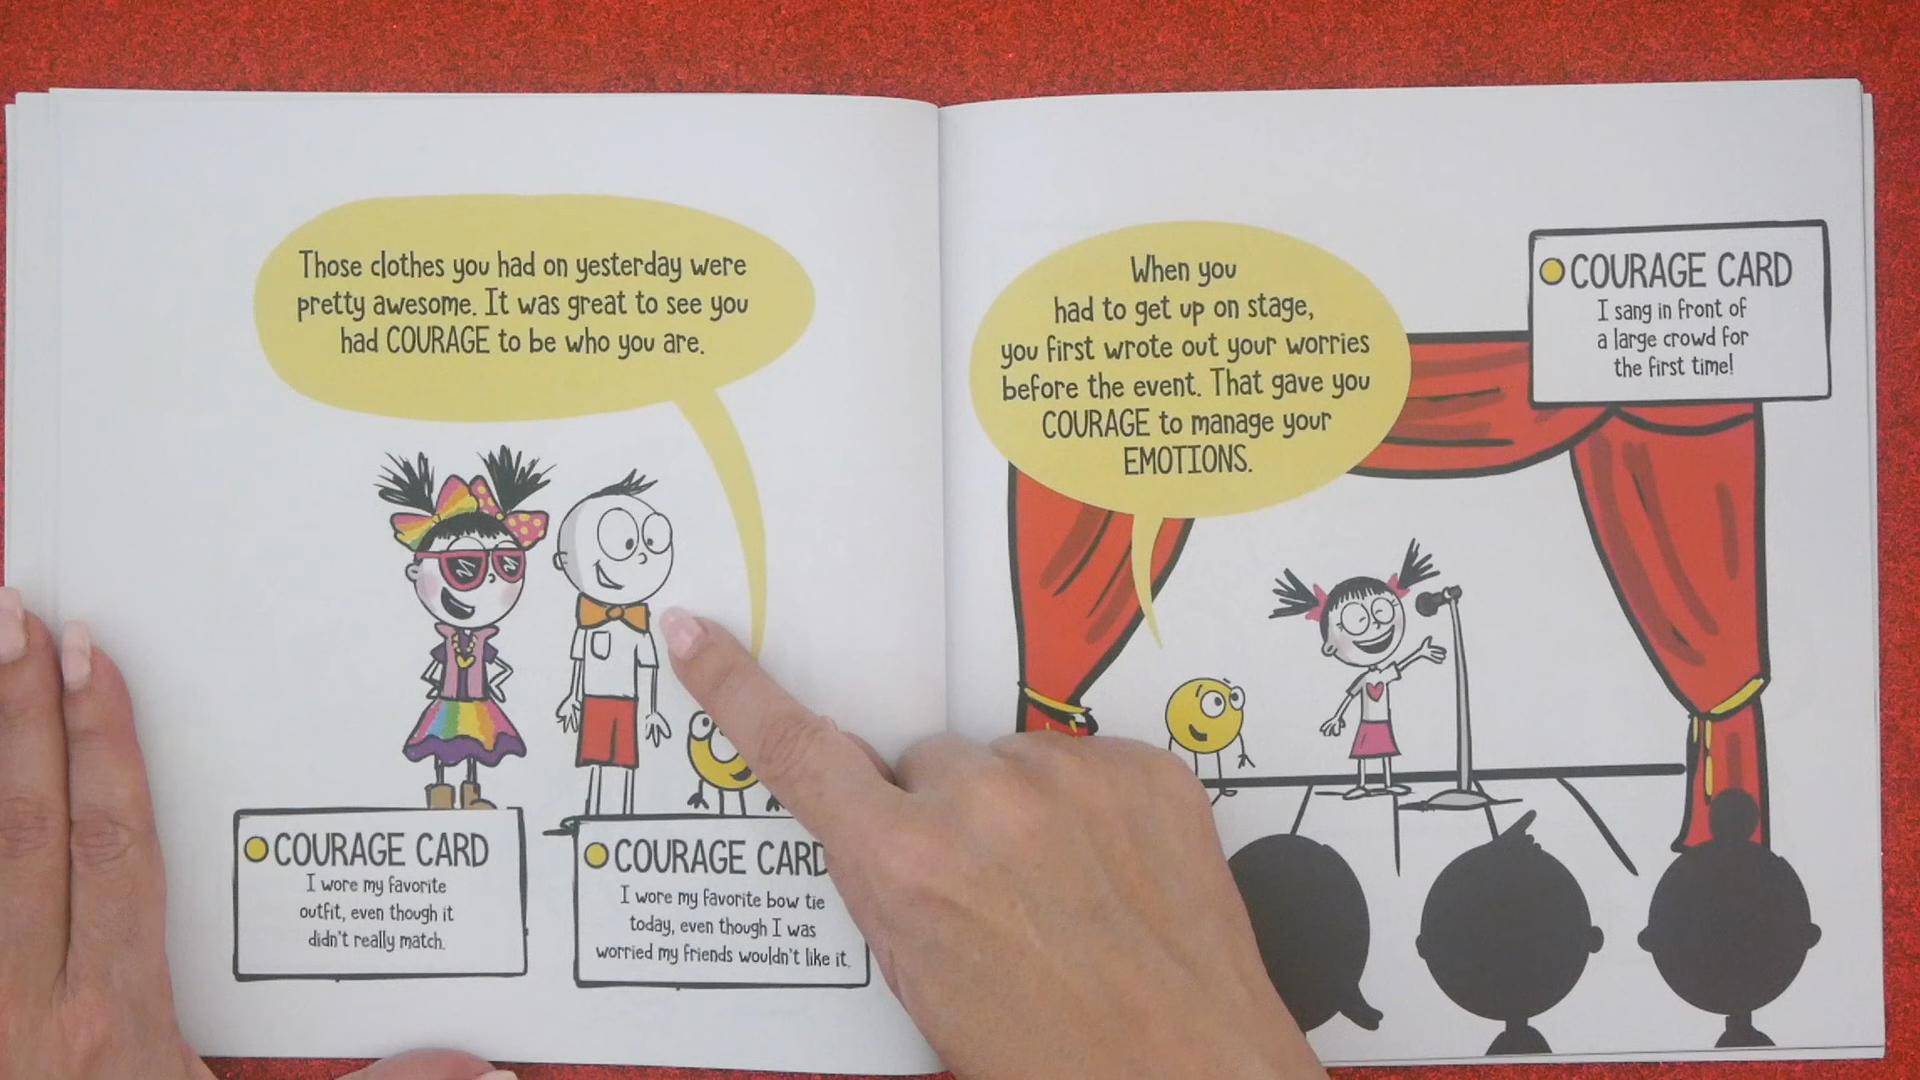 Those clothes you had on yesterday were
pretty awesome. It was great to see you
had COURAGE to be who you are.
COURAGE CARD
I wore my favorite
outfit, even though it
didn't really match.
COURAGE CARD
I wore my favorite bow tie
today, even though I was
worried my friends wouldn't like it.
When you
had to get up on stage,
you first wrote out your worries
before the event. That gave you
COURAGE to manage your
EMOTIONS.
COURAGE CARD
I sang in front of
a large crowd for
the first time!